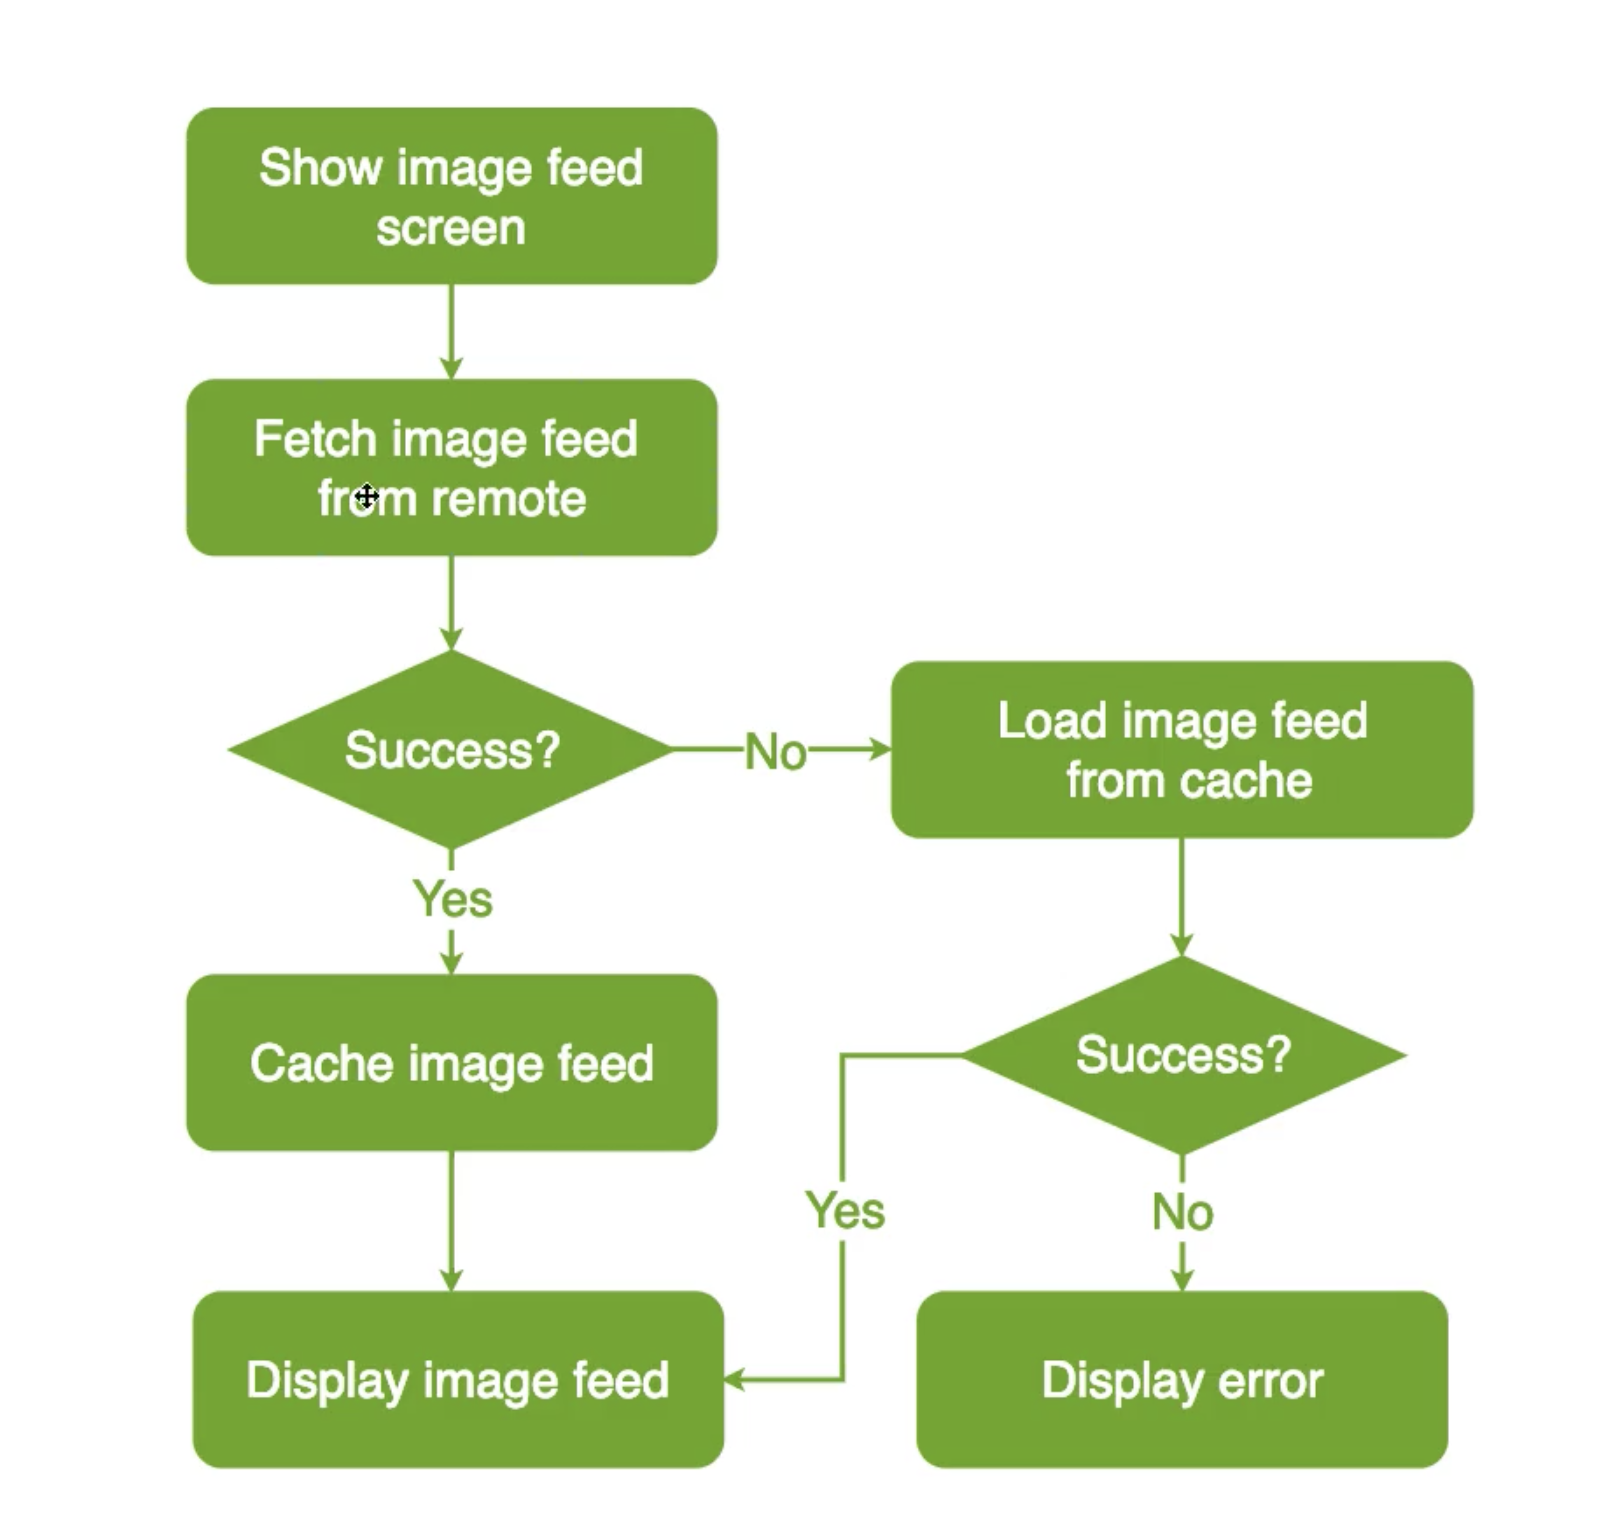 Show image feed
screen
Fetch image feed
from remote
Success?
No
Load image feed
from cache
Yes
Cache image feed
Success?
Yes
No
Display image feed
Display error